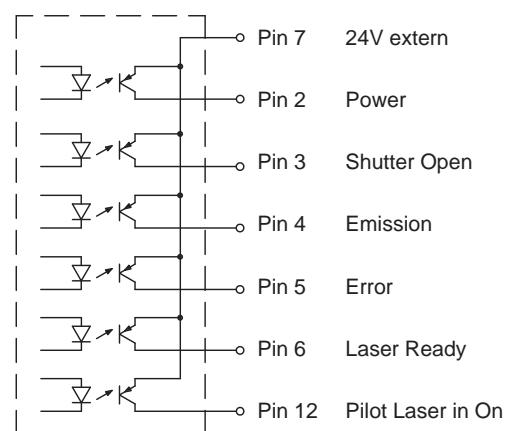 Pin 7 24V extern
Pin 2 Power
Pin 3 Shutter Open
Pin 4 Emission
Pin 5 Error
Pin 6 Laser Ready
Pin 12 Pilot Laser in On